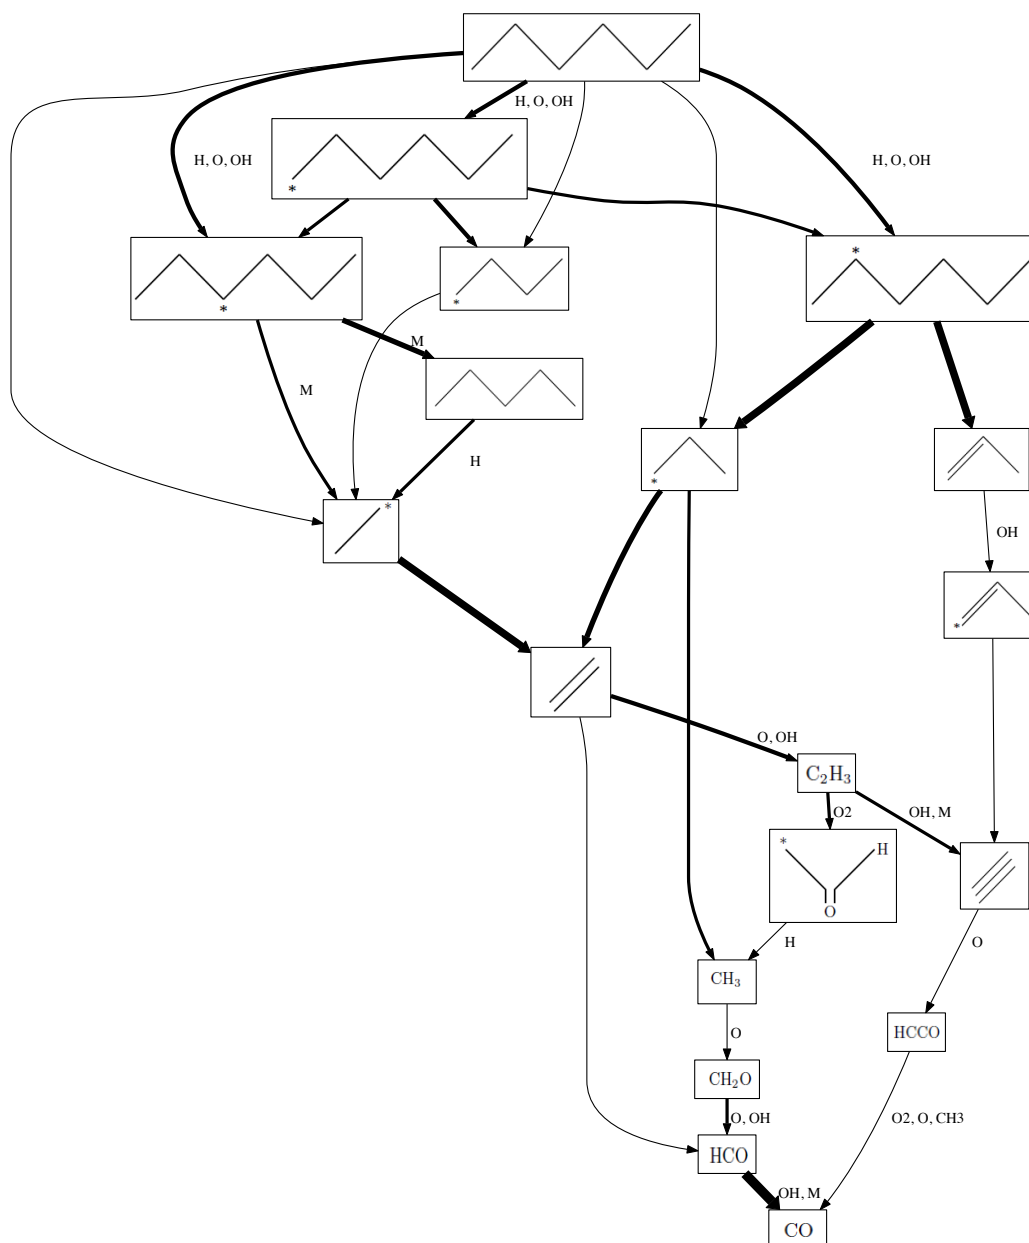 H, O, OH
H, O, OH
H, O, OH
*
*
*
*
M
M
H
*
*
OH
*
O, OH
C₂H₃
O2
OH, M
*
H
O
H
O
CH₃
O
HCCO
CH₂O
O, OH
O2, O, CH3
HCO
OH, M
CO